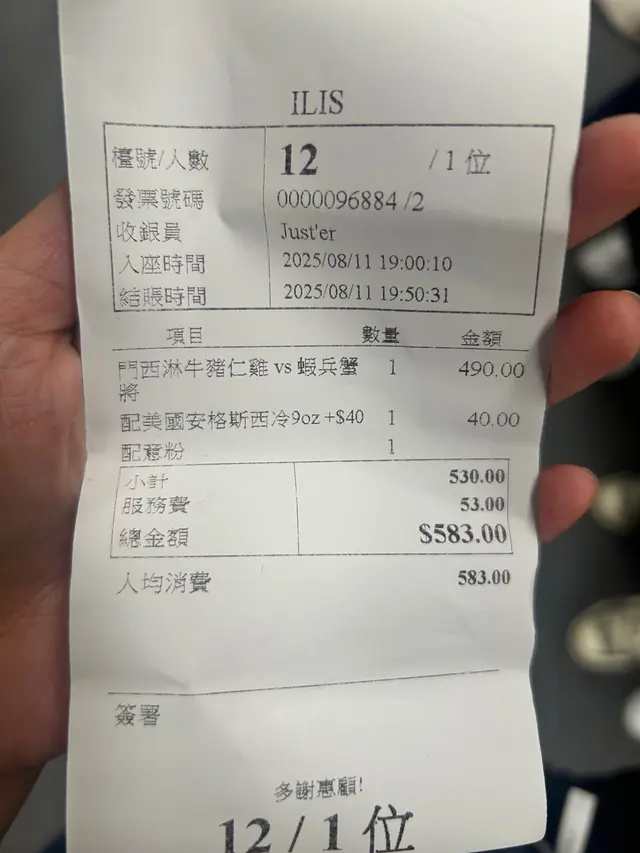 ILIS
檯號/人數 12 / 1 位
發票號碼 0000096884 /2
收銀員 Just'er
入座時間 2025/08/11 19:00:10
結賬時間 2025/08/11 19:50:31
項目 數量 金額
門西淋牛豬仁雞 vs 蝦兵蟹 1 490.00
將
配美國安格斯西冷9oz +$40 1 40.00
配意粉 1
小計 530.00
服務費 53.00
總金額 $583.00
人均消費 583.00
簽署
多謝惠顧!
12 / 1 位